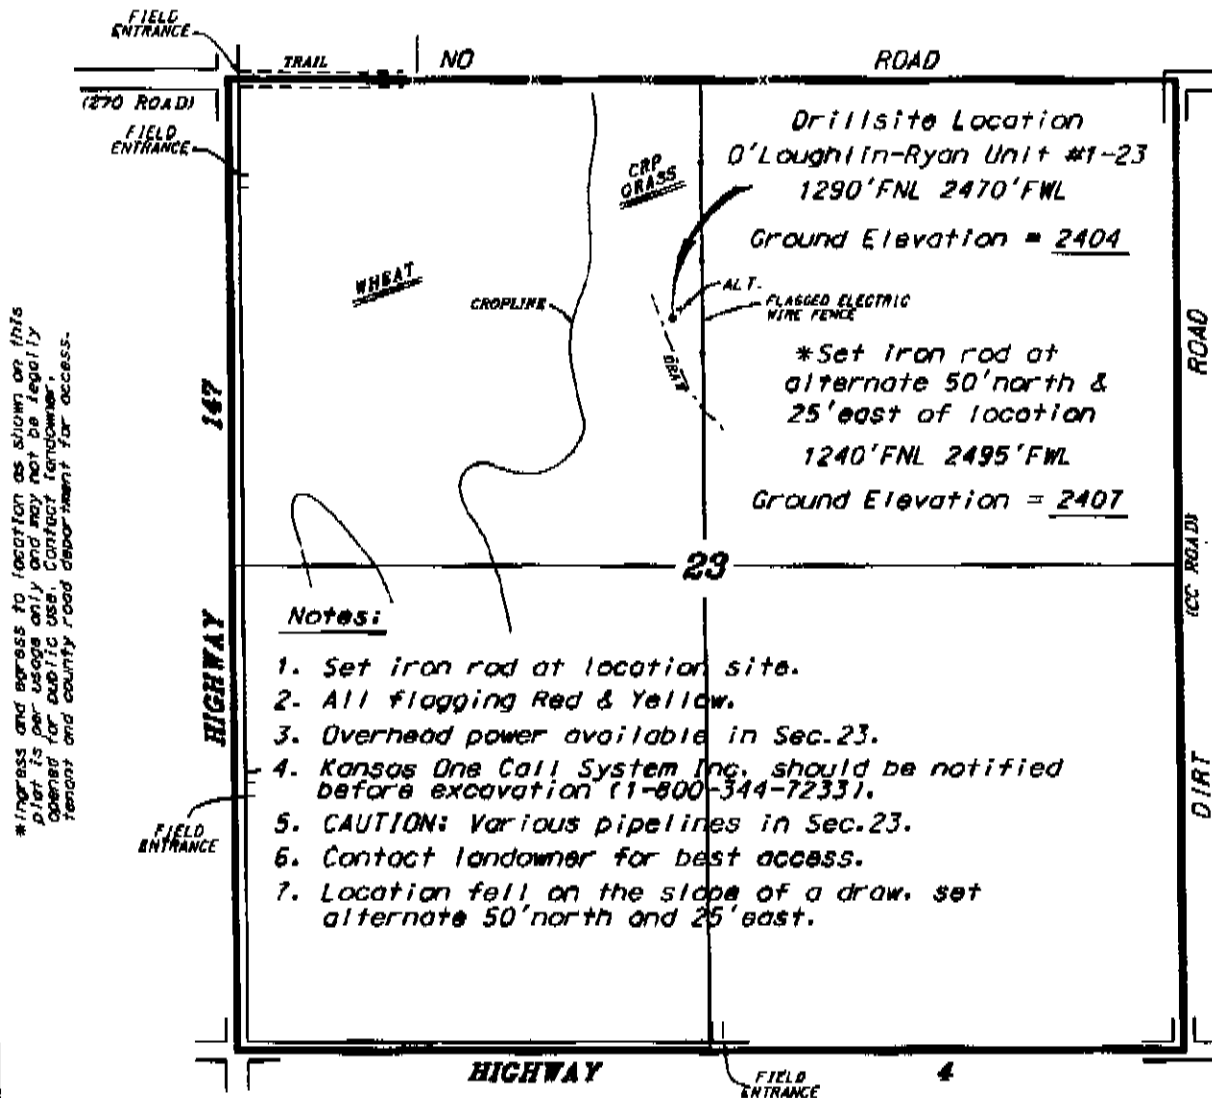 FIELD
ENTRANCE
TRAIL
NO
ROAD
(270 ROAD)
FIELD
ENTRANCE
Drillsite Location
O'Loughlin-Ryan Unit #1-23
1290'FNL 2470'FWL
Ground Elevation = 2404
CRP
GRASS
WHEAT
CROPLINE
ALT.
FLAGGED ELECTRIC
WIRE FENCE
DRAW
*Set iron rod at
alternate 50'north &
25'east of location
1240'FNL 2495'FWL
Ground Elevation = 2407
ROAD
(CC ROAD)
DIRT
147
HIGHWAY
*Ingress and egress to location as shown on this
plat is per usage only and may not be legally
opened for public use. Contact landowner,
tenant and county road department for access.
23
Notes:
1. Set iron rod at location site.
2. All flagging Red & Yellow.
3. Overhead power available in Sec.23.
4. Kansas One Call System Inc. should be notified
before excavation (1-800-344-7233).
5. CAUTION: Various pipelines in Sec.23.
6. Contact landowner for best access.
7. Location fell on the slope of a draw, set
alternate 50'north and 25'east.
FIELD
ENTRANCE
HIGHWAY
4
FIELD
ENTRANCE